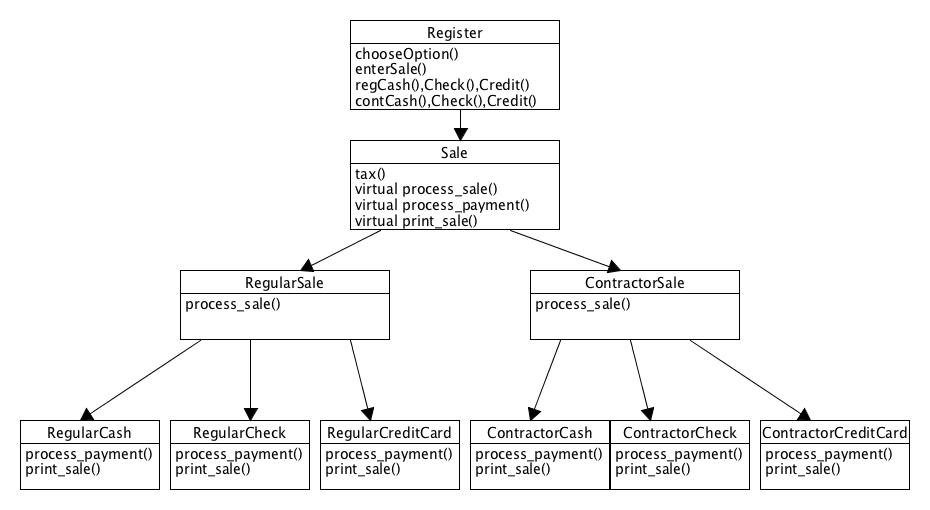 Register
chooseOption()
enterSale()
regCash(),Check(),Credit()
contCash(),Check(),Credit()
Sale
tax()
virtual process_sale()
virtual process_payment()
virtual print_sale()
RegularSale
process_sale()
ContractorSale
process_sale()
RegularCash
process_payment()
print_sale()
RegularCheck
process_payment()
print_sale()
RegularCreditCard
process_payment()
print_sale()
ContractorCash
process_payment()
print_sale()
ContractorCheck
process_payment()
print_sale()
ContractorCreditCard
process_payment()
print_sale()